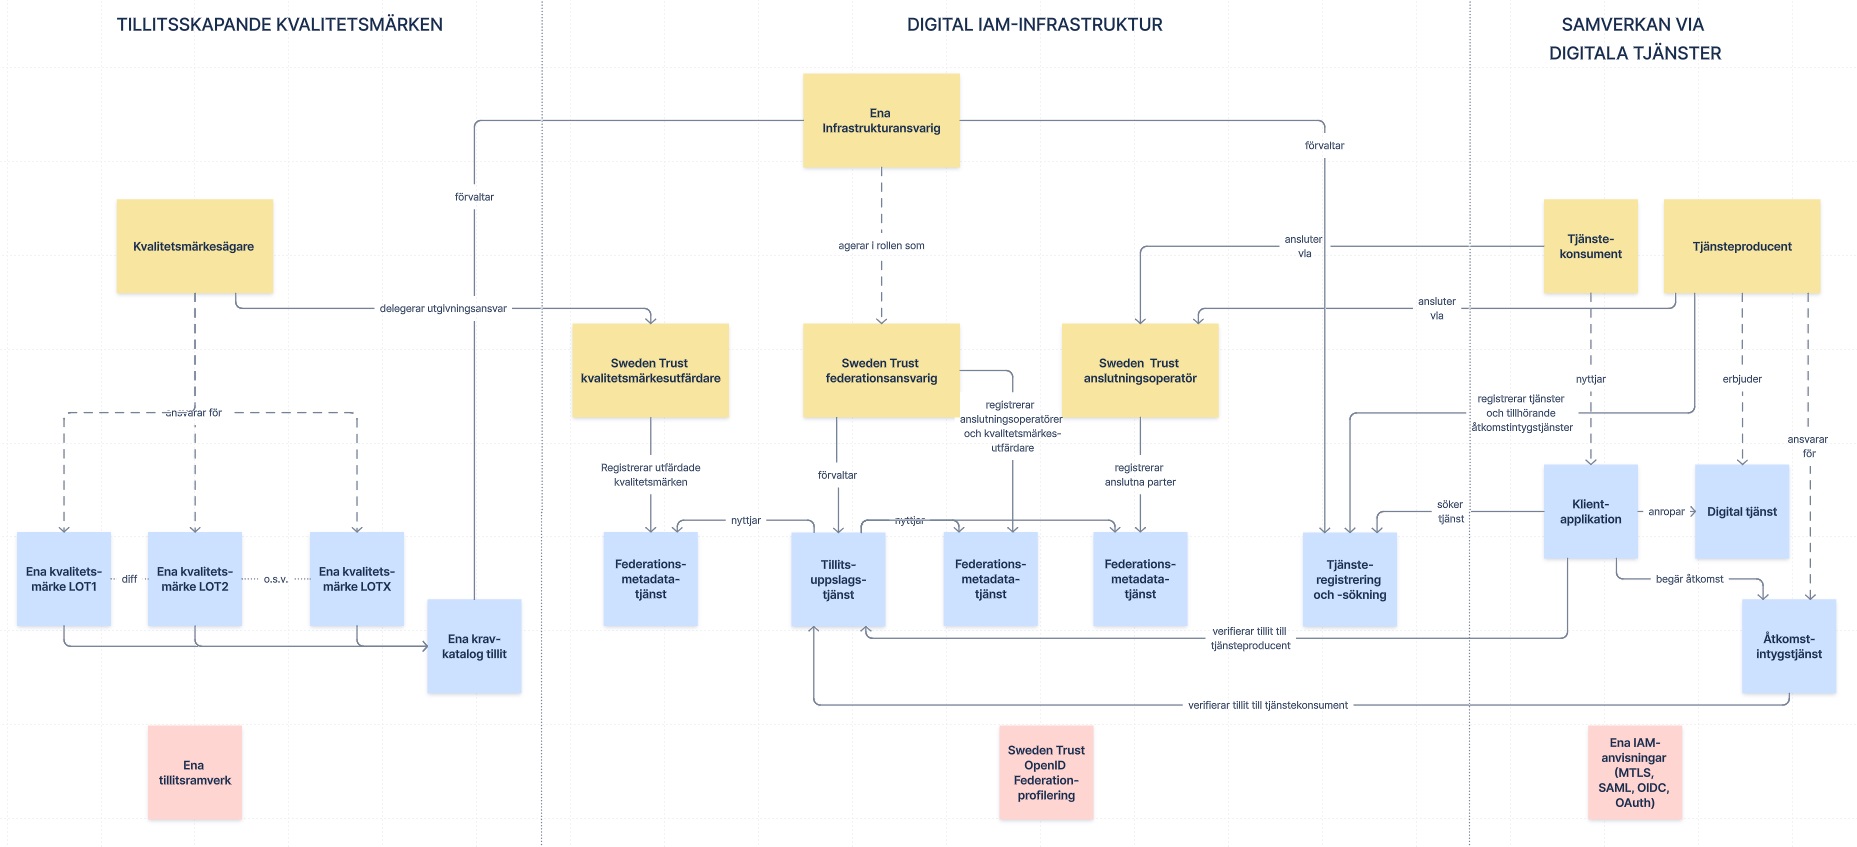 TILLITSSKAPANDE KVALITETSMÄRKEN
DIGITAL IAM-INFRASTRUKTUR
SAMVERKAN VIA
DIGITALA TJÄNSTER
Ena
Infrastrukturansvarig
förvaltar
förvaltar
agerar i rollen som
Kvalitetsmärkesägare
Tjänste-
konsument
Tjänsteproducent
ansluter
via
ansluter
via
delegerar utgivningsansvar
Sweden Trust
kvalitetsmärkesutfärdare
Sweden Trust
federationsansvarig
Sweden Trust
anslutningsoperatör
ansvarar för
registrerar
anslutningsoperatörer
och kvalitetsmärkes-
utfärdare
registrerar tjänster
och tillhörande
åtkomstintygstjänster
nyttjar
erbjuder
ansvarar
för
Registrerar utfärdade
kvalitetsmärken
förvaltar
registrerar
anslutna parter
nyttjar
nyttjar
söker
tjänst
Klient-
applikation
anropar
Digital tjänst
Ena kvalitets-
märke LOT1
diff
Ena kvalitets-
märke LOT2
o.s.v.
Ena kvalitets-
märke LOTX
Federations-
metadata-
tjänst
Tillits-
uppslags-
tjänst
Federations-
metadata-
tjänst
Federations-
metadata-
tjänst
Tjänste-
registrering
och -sökning
begär åtkomst
Ena krav-
katalog tillit
verifierar tillit till
tjänsteproducent
Åtkomst-
intygstjänst
verifierar tillit till tjänstekonsument
Ena
tillitsramverk
Sweden Trust
OpenID
Federation-
profilering
Ena IAM-
anvisningar
(MTLS,
SAML, OIDC,
OAuth)